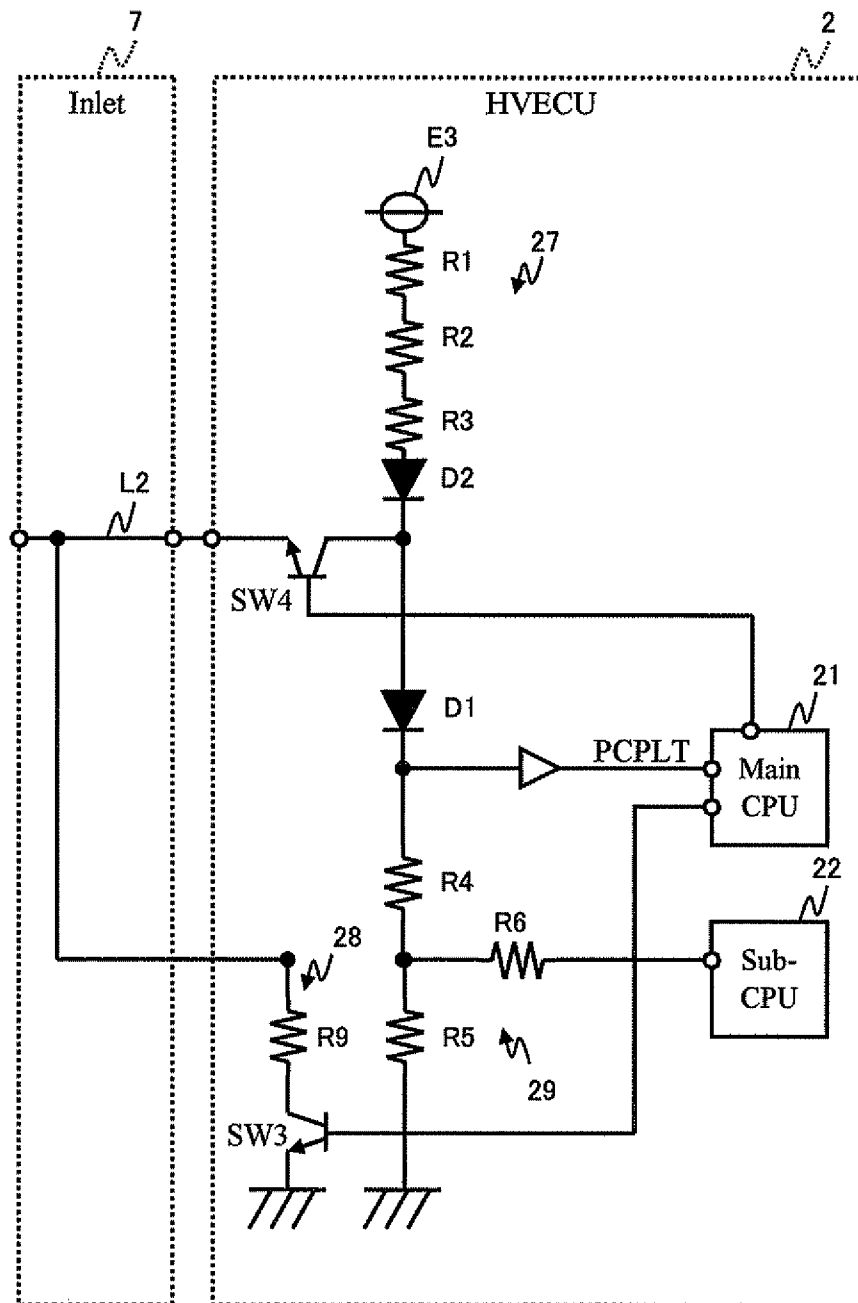 7
2
Inlet
HVECU
E3
R1
27
R2
R3
L2
D2
SW4
D1
21
PCPLT
Main
CPU
R4
22
R6
28
Sub-
CPU
R9
R5
29
SW3